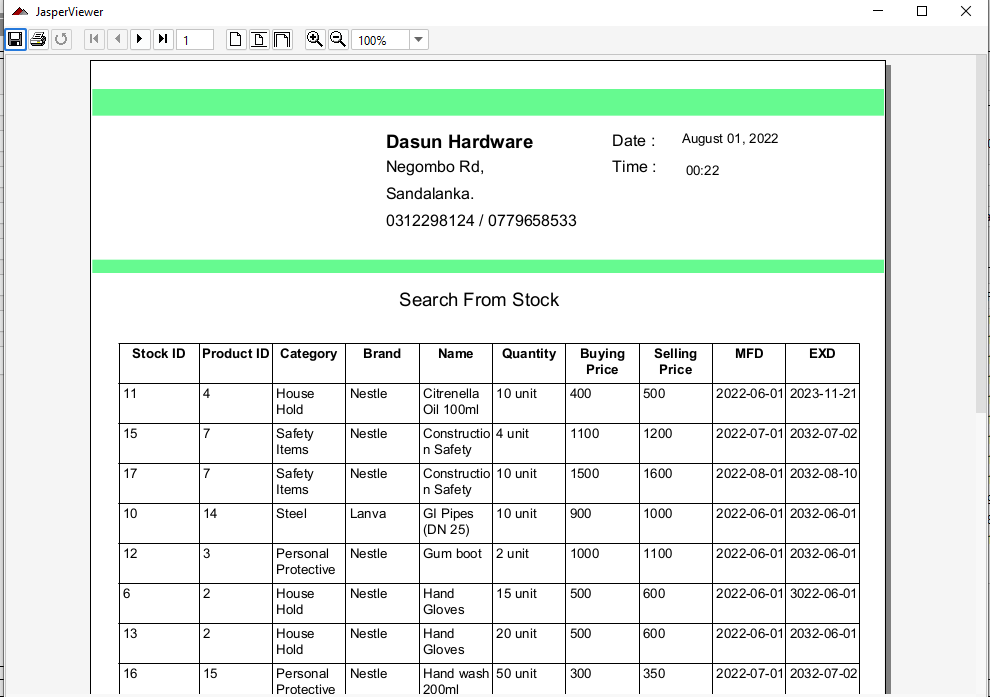 JasperViewer
1
100%
Dasun Hardware
Date :
August 01, 2022
Negombo Rd,
Time :
00:22
Sandalanka.
0312298124 / 0779658533
Search From Stock
Stock ID Product ID Category Brand Name Quantity Buying Selling MFD EXD
Price Price
11 4 House Nestle Citrenella 10 unit 400 500 2022-06-01 2023-11-21
Hold Oil 100ml
15 7 Safety Nestle Constructio 4 unit 1100 1200 2022-07-01 2032-07-02
Items n Safety
17 7 Safety Nestle Constructio 10 unit 1500 1600 2022-08-01 2032-08-10
Items n Safety
10 14 Steel Lanva GI Pipes 10 unit 900 1000 2022-06-01 2032-06-01
(DN 25)
12 3 Personal Nestle Gum boot 2 unit 1000 1100 2022-06-01 2032-06-01
Protective
6 2 House Nestle Hand 15 unit 500 600 2022-06-01 3022-06-01
Hold Gloves
13 2 House Nestle Hand 20 unit 500 600 2022-06-01 2032-06-01
Hold Gloves
16 15 Personal Nestle Hand wash 50 unit 300 350 2022-07-01 2032-07-02
Protective 200ml